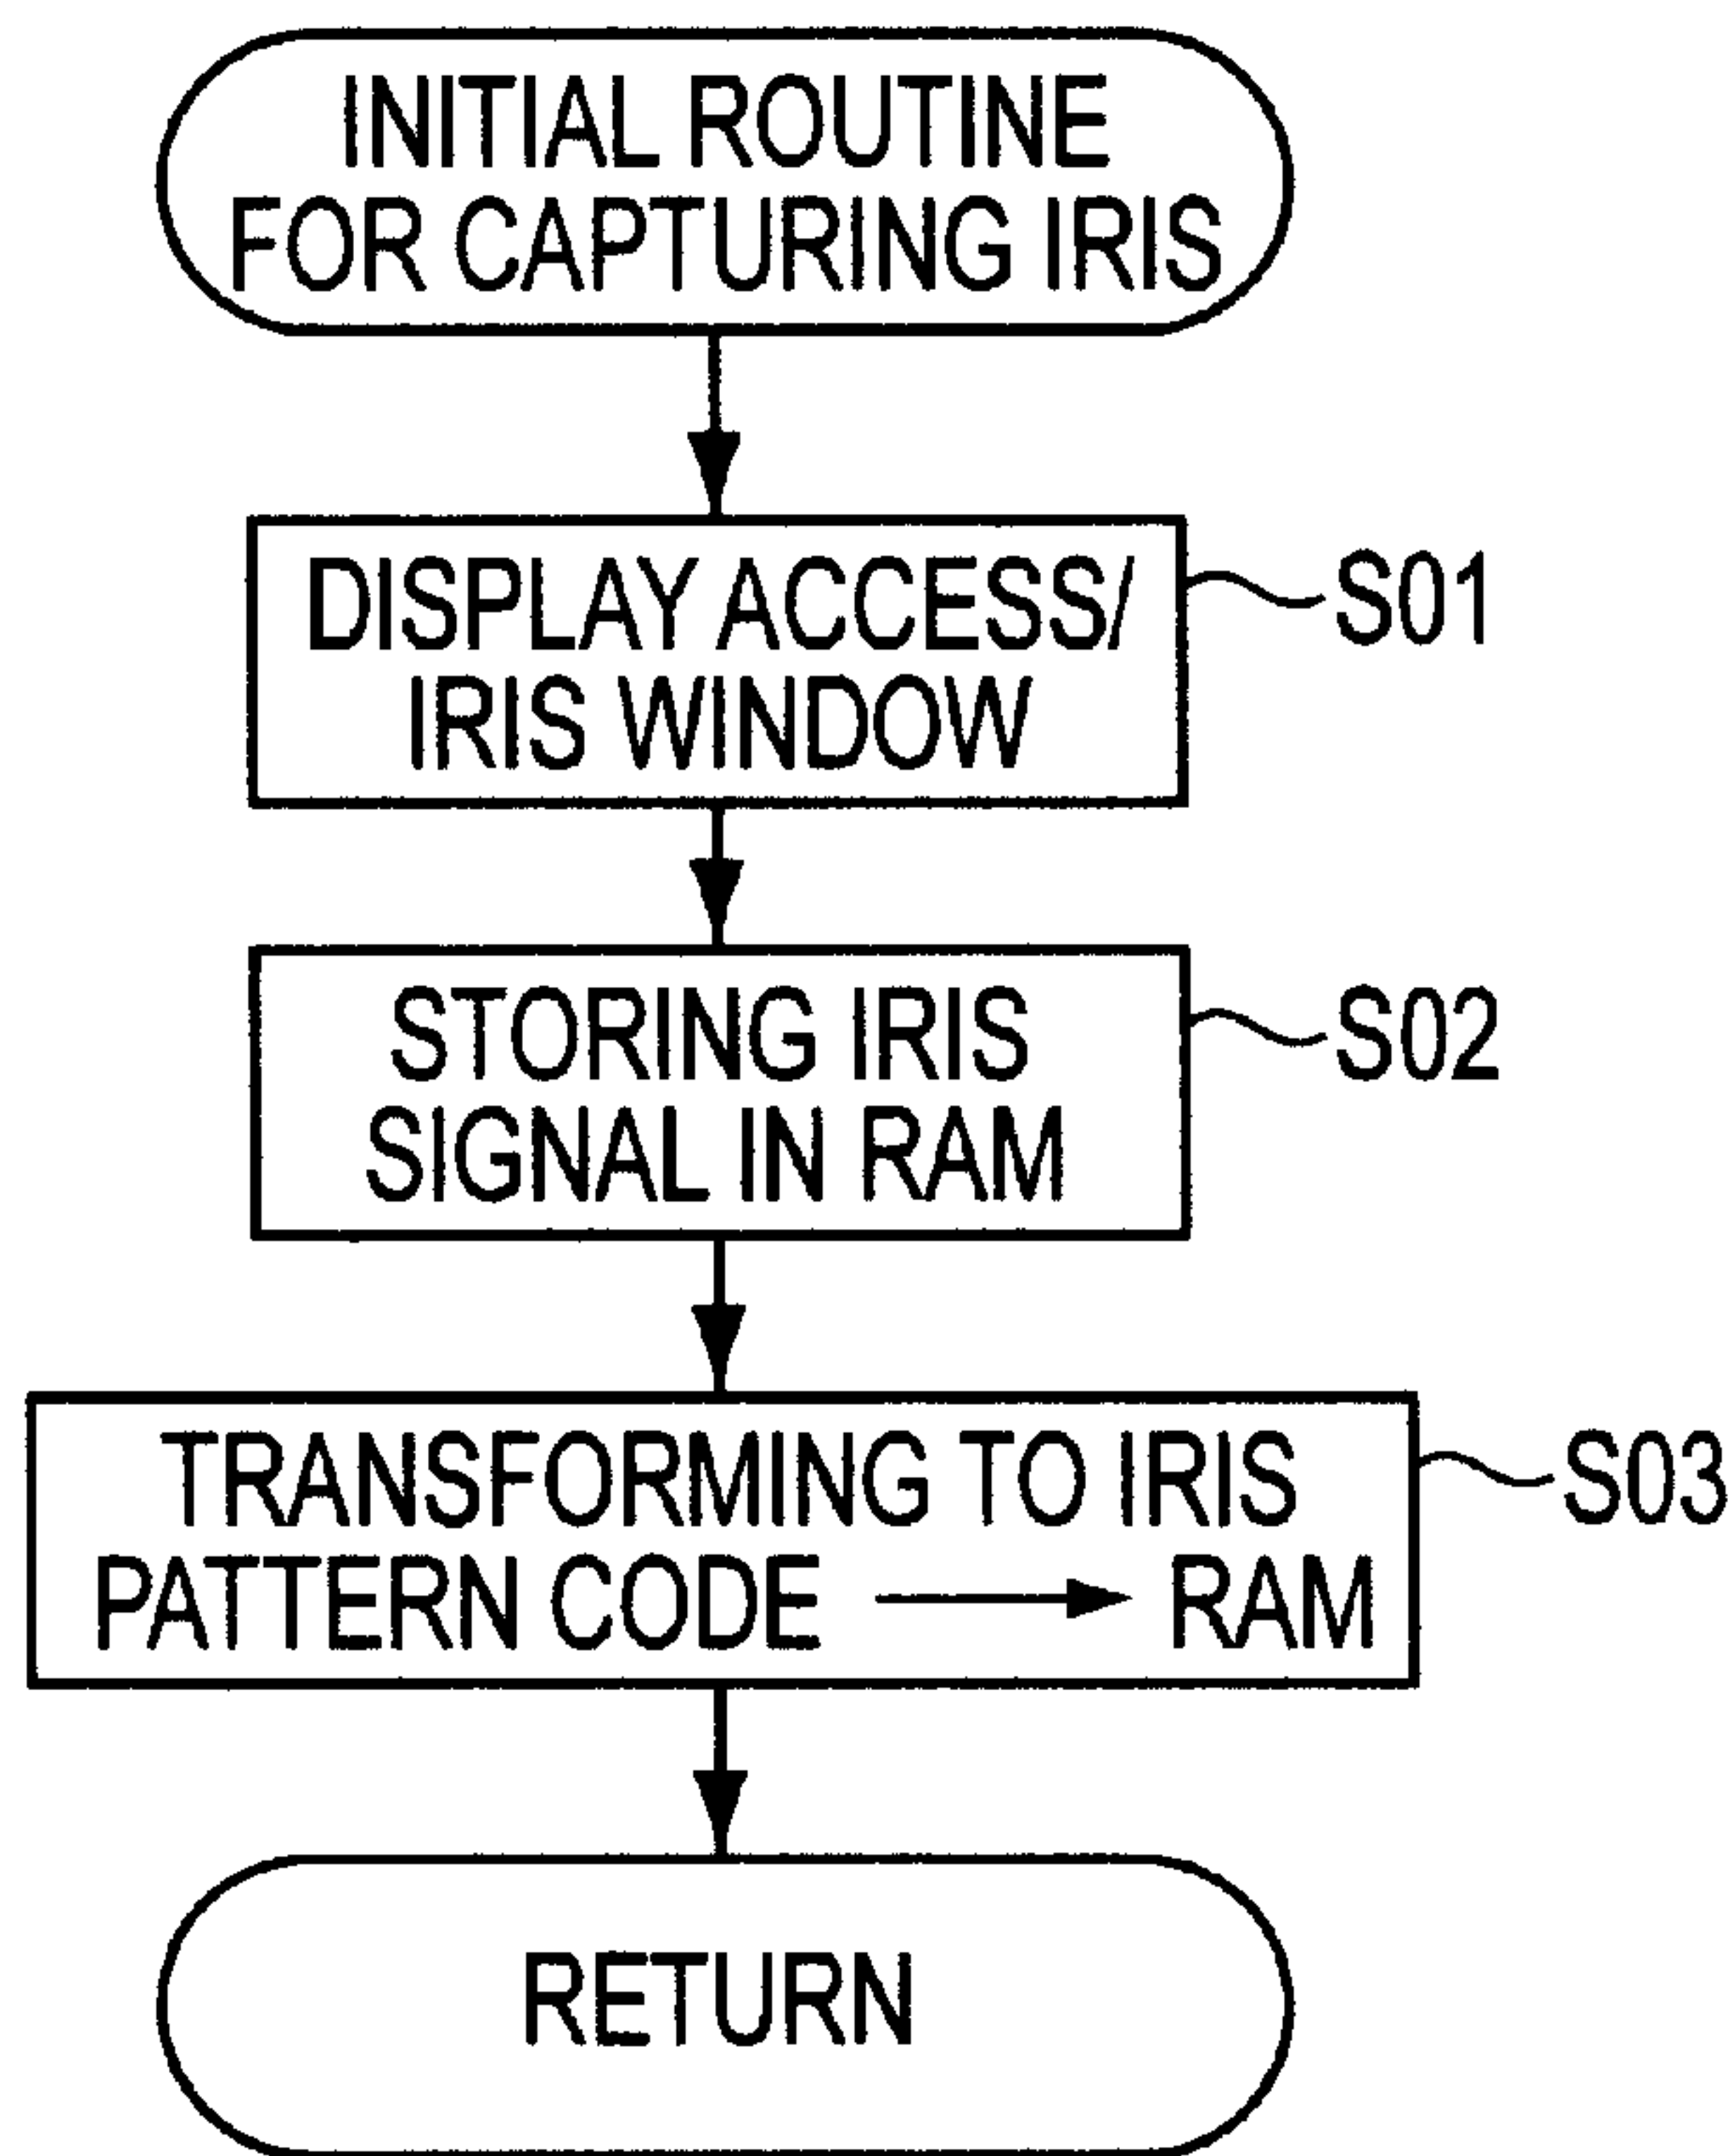 INITIAL ROUTINE
FOR CAPTURING IRIS
DISPLAY ACCESS/
IRIS WINDOW
S01
STORING IRIS
SIGNAL IN RAM
S02
TRANSFORMING TO IRIS
PATTERN CODE → RAM
S03
RETURN